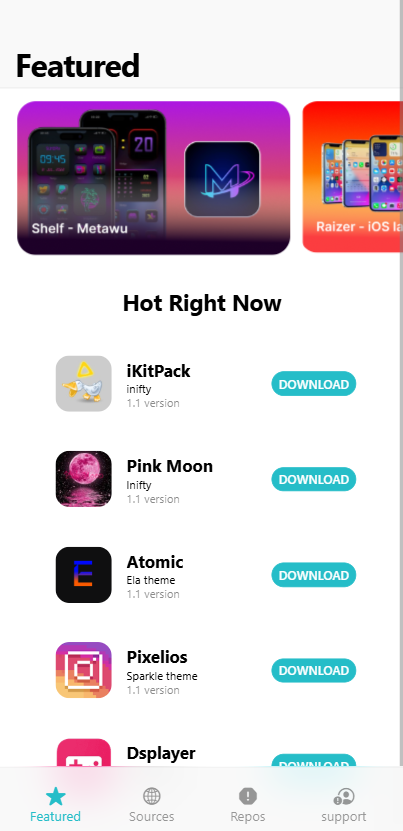 Featured
09:45
20
Shelf - Metawu
Raizer - iOS la
Hot Right Now
iKitPack
inifty
1.1 version
DOWNLOAD
Pink Moon
Inifty
1.1 version
DOWNLOAD
Atomic
Ela theme
1.1 version
DOWNLOAD
Pixelios
Sparkle theme
1.1 version
DOWNLOAD
Dsplayer
DOWNLOAD
Featured
Sources
Repos
support